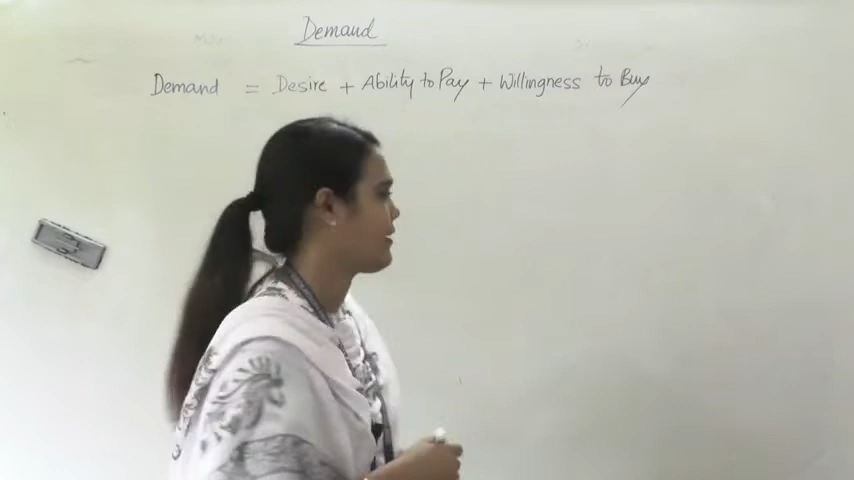 Demand
Demand = Desire + Ability to Pay + Willingness to Buy